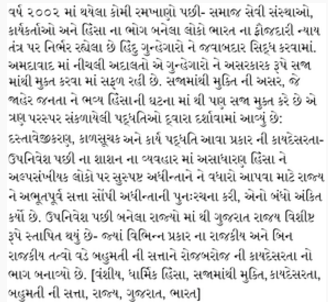 વર્ષ ૨૦૦૨ માં થયેલા કોમી રમખાણો પછી- સમાજ સેવી સંસ્થાઓ,
કાર્યકર્તાઓ અને હિંસા ના ભોગ બનેલા લોકો ભારત ના ફોજદારી ન્યાય
તંત્ર પર નિર્ભર રહેલા છે હિંદુ ગુન્હેગારો ને જવાબદાર સિદ્ધ કરવામાં.
અમદાવાદ માં નીચલી અદાલતો એ ગુન્હેગારો ને અસરકારક રૂપે સજા
માંથી મુક્ત કરવા માં સફળ રહી છે. સજામાંથી મુક્તિ ની અસર, જે
જાહેર જનતા ને ભવ્ય હિંસાની ઘટના માં થી પણ સજા મુક્ત કરે છે એ
ત્રણ પરસ્પર સંકળાયેલી પદ્ધતિઓ દ્વારા દર્શાવામાં આવ્યું છે:
દસ્તાવેજીકરણ, કાળસૂચક અને કાર્ય પદ્ધતિ આવા પ્રકાર ની કાયદેસરતા-
ઉપનિવેશ પછી ના શાશન ના વ્યવહાર માં અસાધારણ હિંસા ને
અલ્પસંખીયક લોકો પર સુસ્પષ્ટ અધીન્તાને ને વધારો આપવા માટે રાજ્ય
ને અભૂતપૂર્વ સત્તા સોંપી અધીન્તાની પુનઃરચના કરી, એનો બંધો અંકિત
કર્યો છે. ઉપનિવેશ પછી બનેલા રાજ્યો માં થી ગુજરાત રાજ્ય વિશીષ્ટ
રૂપે સ્થાપિત થયું છે- જ્યાં વિભિન્ન પ્રકાર ના રાજકીય અને બિન
રાજકીય તત્વો વડે બહુમતી ની સત્તાને રોજબરોજ ની કાયદેસરતા નો
ભાગ બનાવ્યો છે. [વંશીય, ધાર્મિક હિંસા, સજામાંથી મુક્તિ, કાયદેસરતા,
બહુમતી ની સત્તા, રાજ્ય, ગુજરાત, ભારત]